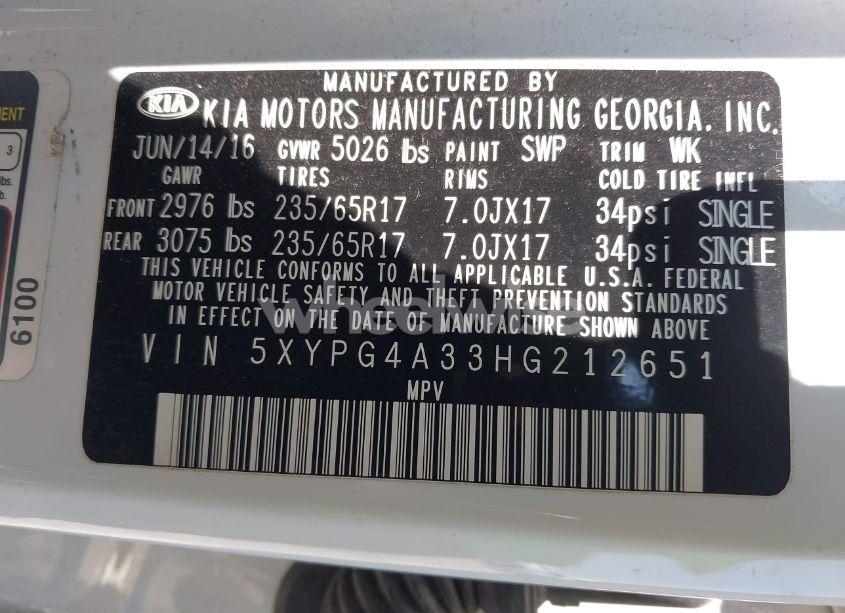 MANUFACTURED BY
KIA KIA MOTORS MANUFACTURING GEORGIA, INC.
JUN/14/16 GVWR 5026 lbs PAINT SWP TRIM WK
GAWR TIRES RIMS COLD TIRE INFL
FRONT 2976 lbs 235/65R17 7.0JX17 34psi SINGLE
REAR 3075 lbs 235/65R17 7.0JX17 34psi SINGLE
THIS VEHICLE CONFORMS TO ALL APPLICABLE U.S.A. FEDERAL
MOTOR VEHICLE SAFETY AND THEFT PREVENTION STANDARDS
IN EFFECT ON THE DATE OF MANUFACTURE SHOWN ABOVE
VIN 5XYPG4A33HG212651
MPV
3
lbs.
6100